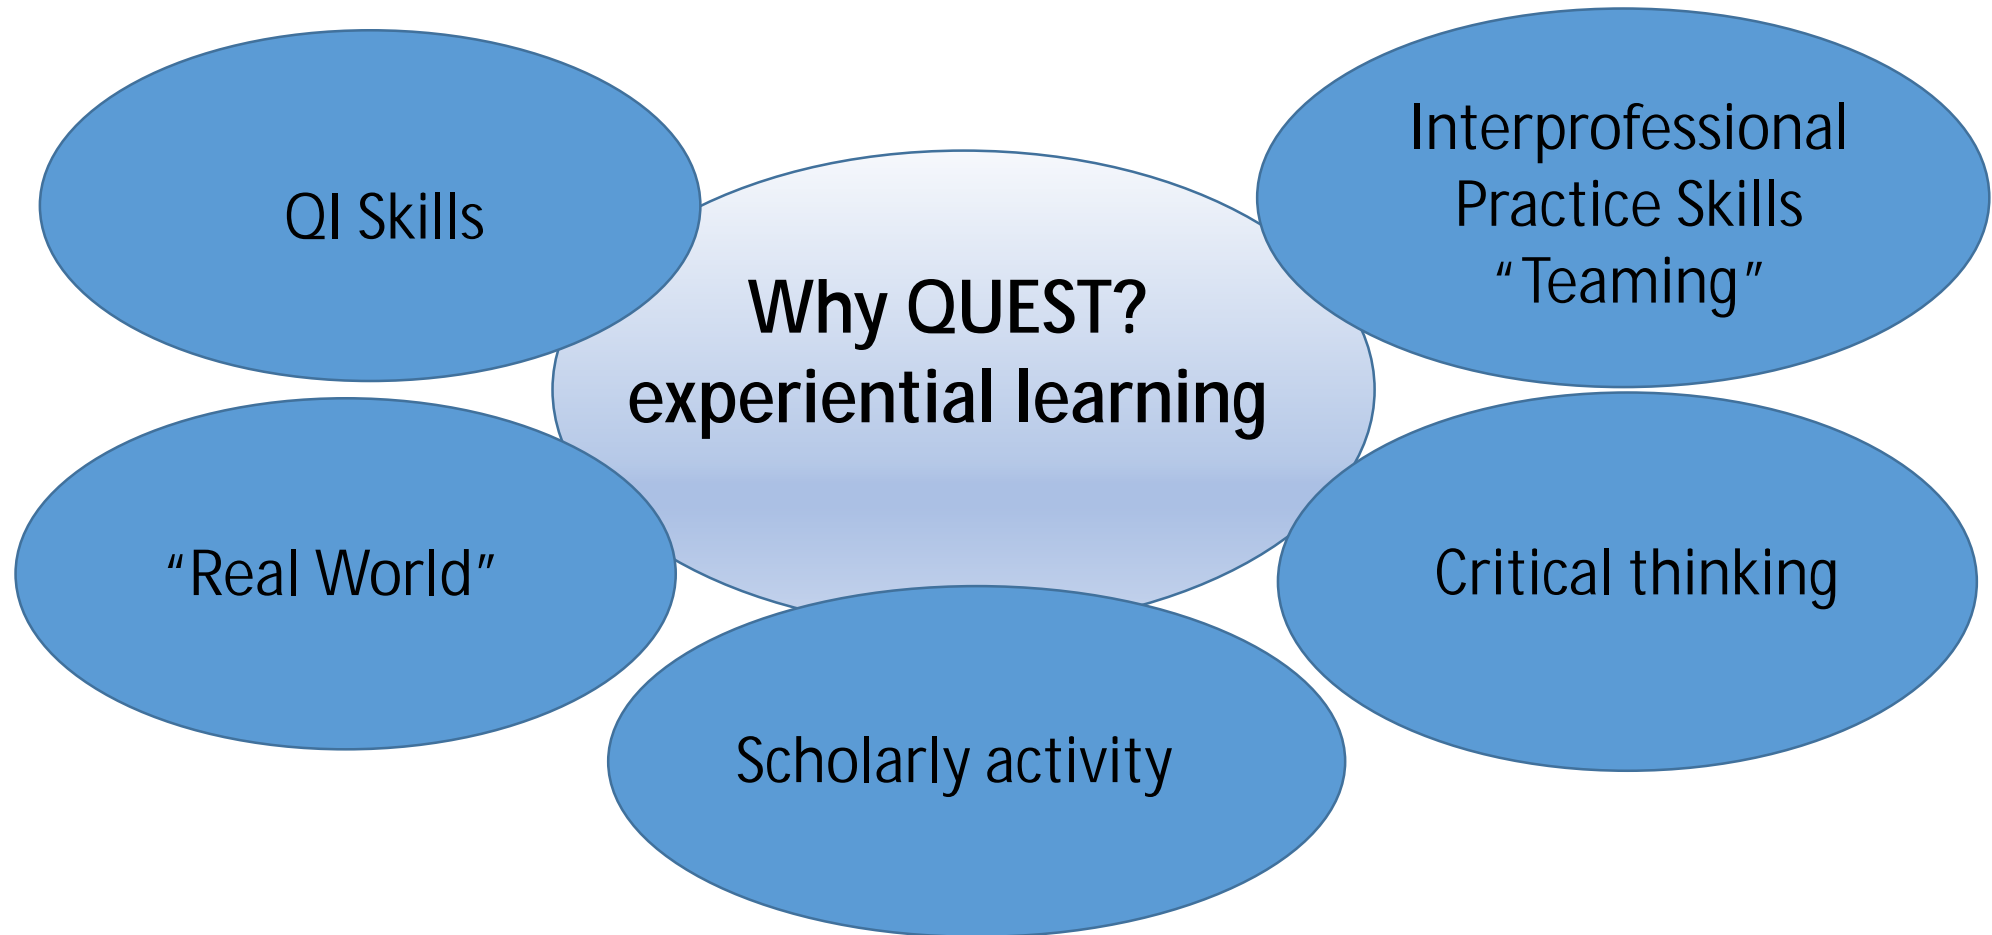 QI Skills
Why QUEST?
experiential learning
Interprofessional
Practice Skills
“Teaming”
“Real World”
Critical thinking
Scholarly activity